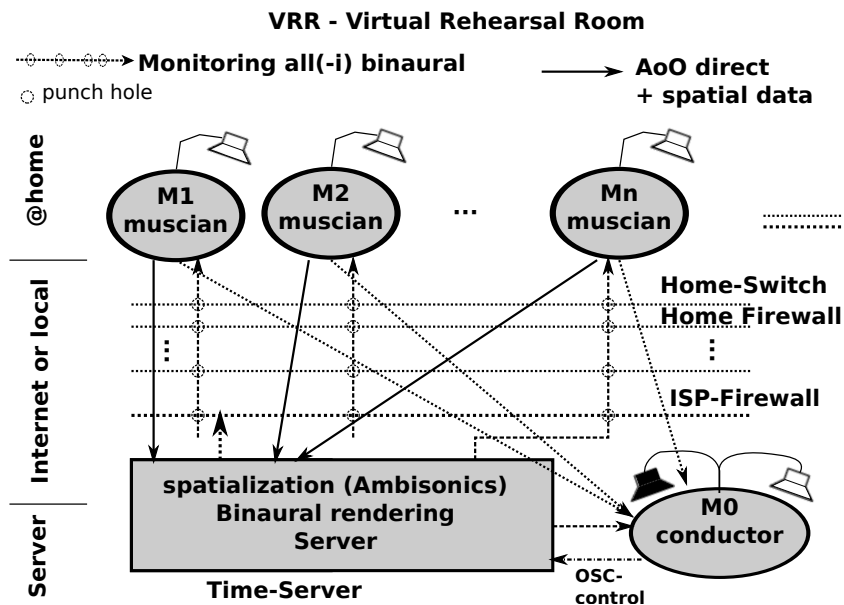 VRR - Virtual Rehearsal Room
Monitoring all(-i) binaural
AoO direct
+ spatial data
punch hole
@home
M1
muscian
M2
muscian
...
Mn
muscian
Internet or local
Home-Switch
Home Firewall
...
...
ISP-Firewall
Server
spatialization (Ambisonics)
Binaural rendering
Server
M0
conductor
Time-Server
OSC-
control